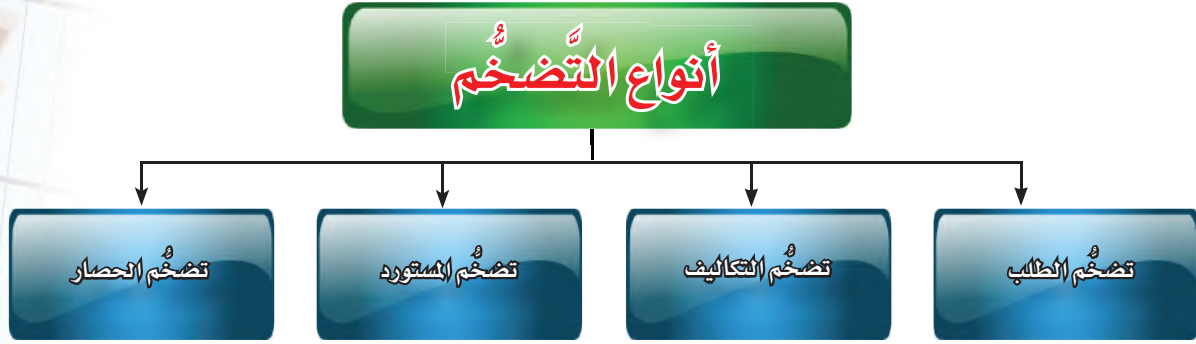 أنواع التَّضخُّم
تضخُّم الطلب
تضخُّم التكاليف
تضخُّم المستورد
تضخُّم الحصار